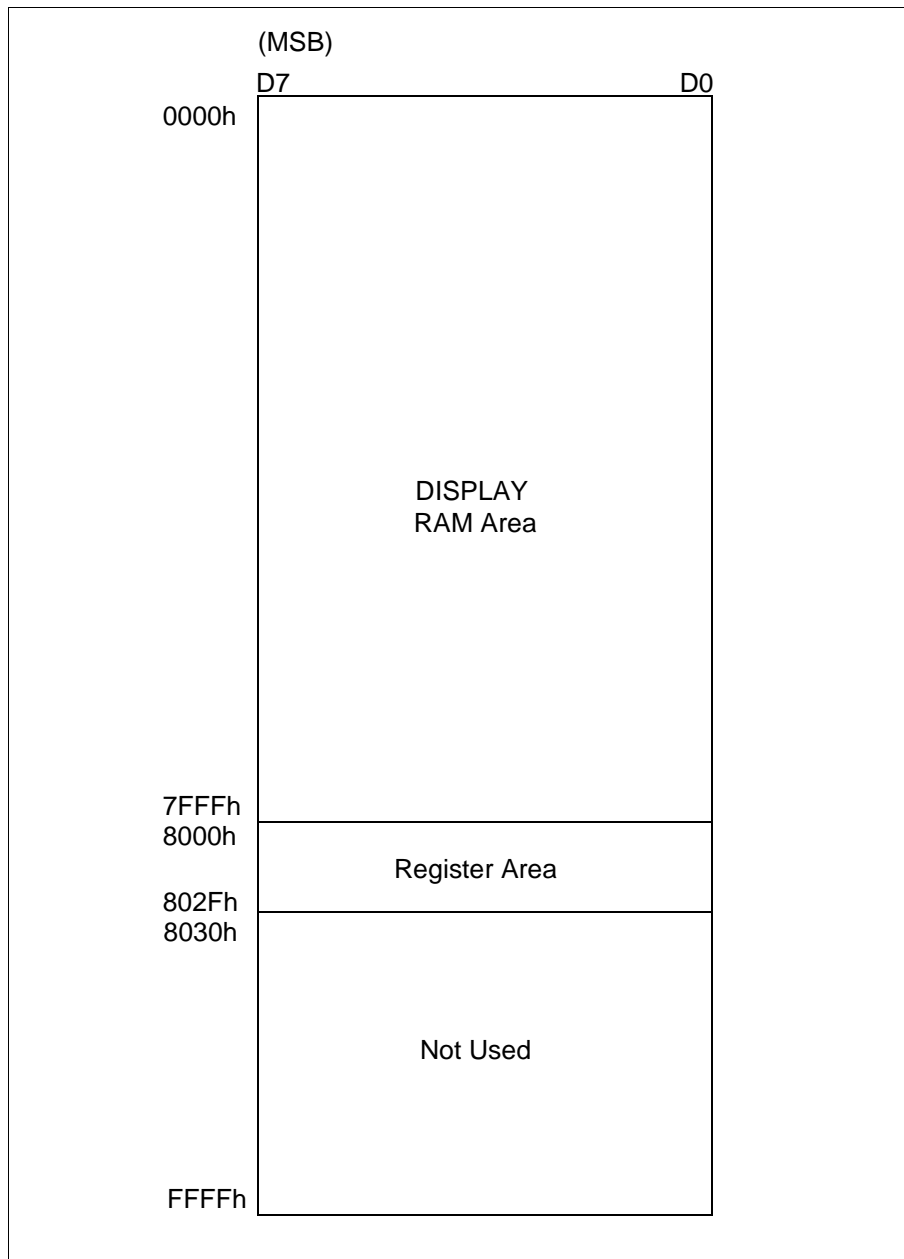 (MSB)
D7 D0
0000h
DISPLAY
RAM Area
7FFFh
8000h
Register Area
802Fh
8030h
Not Used
FFFFh